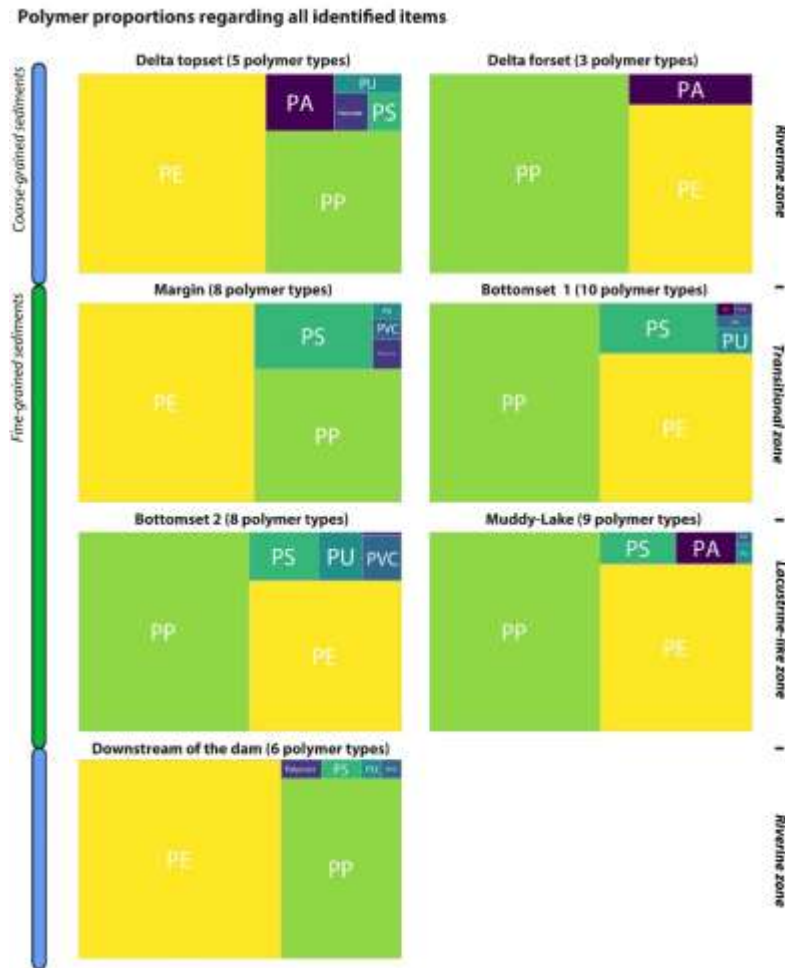 Polymer proportions regarding all identified items
Coarse-grained sediments
Delta topset (5 polymer types)
PE
PA
PU
PS
PP
Delta forset (3 polymer types)
PP
PA
PE
Riverine zone
Fine-grained sediments
Margin (8 polymer types)
PE
PS
PVC
PP
Bottomset 1 (10 polymer types)
PP
PS
PU
PE
Transitional zone
Bottomset 2 (8 polymer types)
PP
PS
PU
PVC
PE
Muddy-Lake (9 polymer types)
PP
PS
PA
PE
Lacustrine-like zone
Downstream of the dam (6 polymer types)
PE
PS
PU
PP
Riverine zone